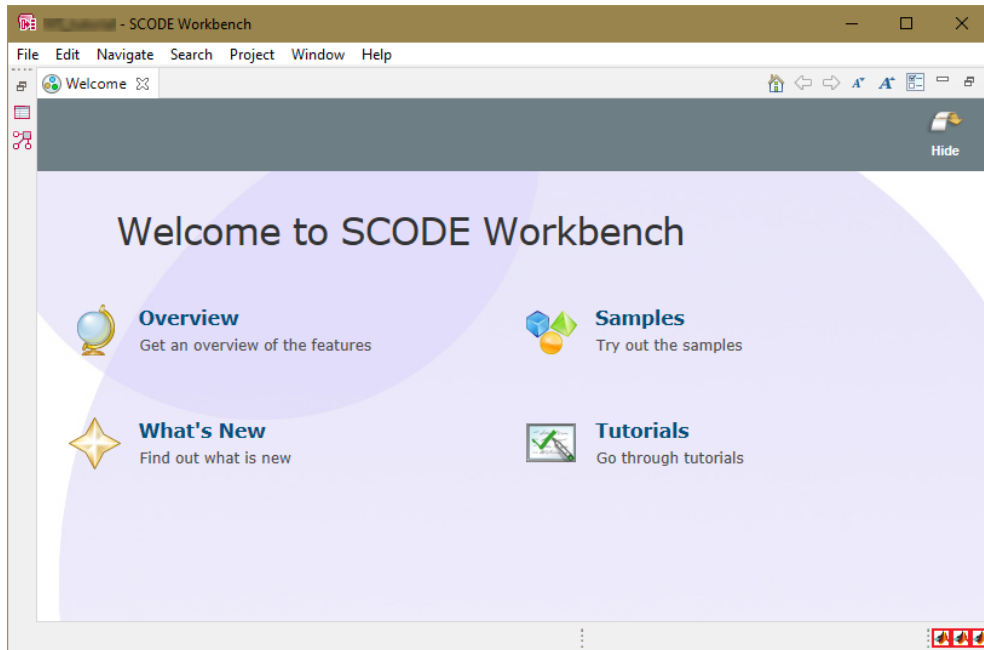 - SCODE Workbench
File Edit Navigate Search Project Window Help
Welcome
Hide
Welcome to SCODE Workbench
Overview
Get an overview of the features
Samples
Try out the samples
What's New
Find out what is new
Tutorials
Go through tutorials